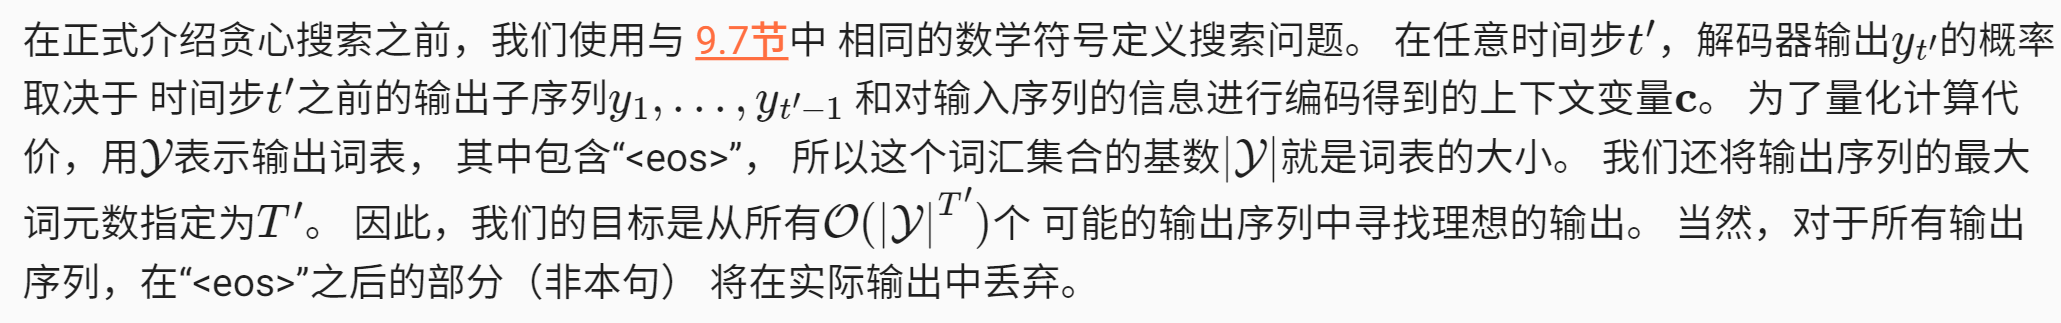 在正式介绍贪心搜索之前，我们使用与 9.7节中 相同的数学符号定义搜索问题。 在任意时间步t′，解码器输出y_{t′}的概率
取决于 时间步t′之前的输出子序列y₁, . . . , y_{t′−1} 和对输入序列的信息进行编码得到的上下文变量c。 为了量化计算代
价，用𝒴表示输出词表， 其中包含“<eos>”， 所以这个词汇集合的基数|𝒴|就是词表的大小。 我们还将输出序列的最大
词元数指定为T′。 因此，我们的目标是从所有𝒪(|𝒴|^{T′})个 可能的输出序列中寻找理想的输出。 当然，对于所有输出
序列，在“<eos>”之后的部分（非本句） 将在实际输出中丢弃。